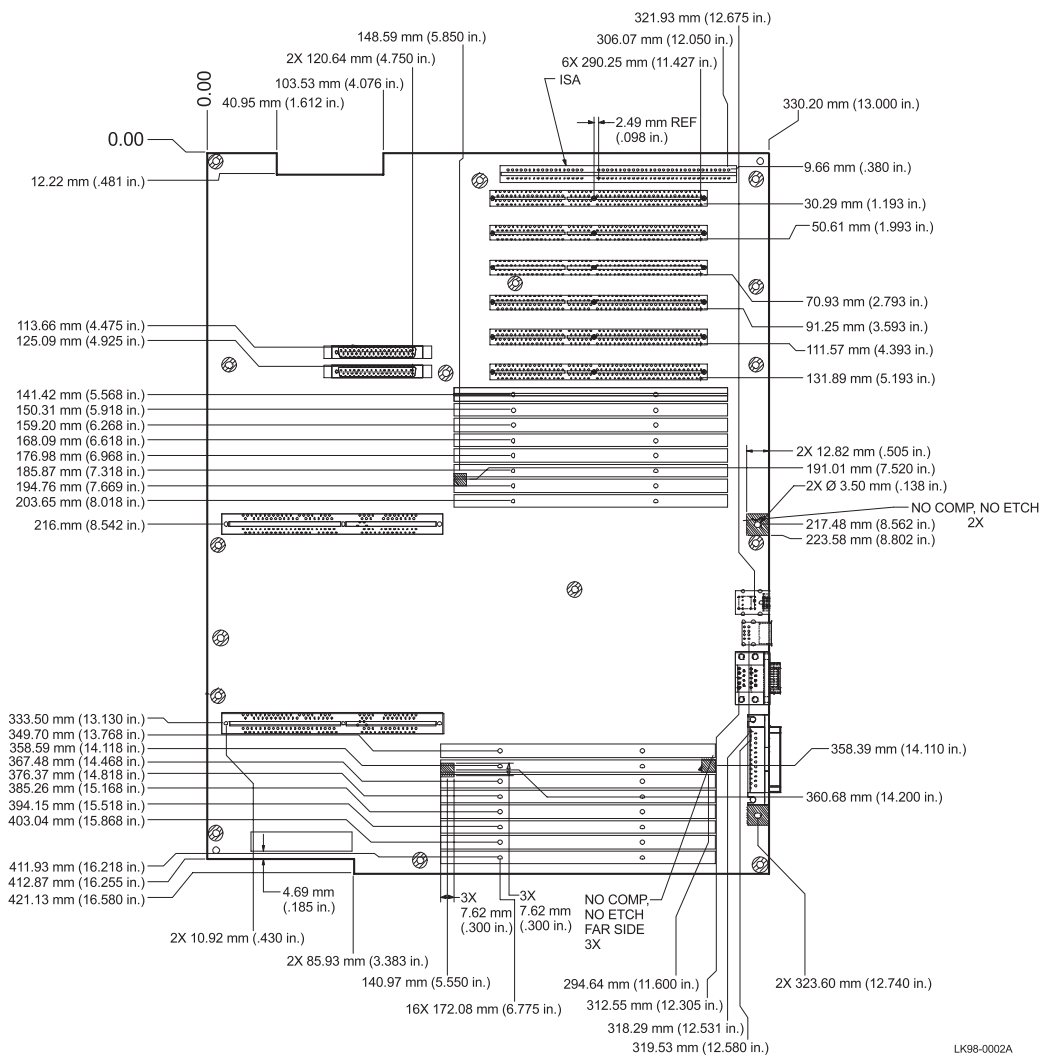 321.93 mm (12.675 in.)
148.59 mm (5.850 in.)
306.07 mm (12.050 in.)
2X 120.64 mm (4.750 in.)
6X 290.25 mm (11.427 in.)
0.00
103.53 mm (4.076 in.)
ISA
40.95 mm (1.612 in.)
330.20 mm (13.000 in.)
2.49 mm REF
(.098 in.)
0.00
9.66 mm (.380 in.)
12.22 mm (.481 in.)
30.29 mm (1.193 in.)
50.61 mm (1.993 in.)
70.93 mm (2.793 in.)
113.66 mm (4.475 in.)
91.25 mm (3.593 in.)
125.09 mm (4.925 in.)
111.57 mm (4.393 in.)
131.89 mm (5.193 in.)
141.42 mm (5.568 in.)
150.31 mm (5.918 in.)
159.20 mm (6.268 in.)
168.09 mm (6.618 in.)
176.98 mm (6.968 in.)
2X 12.82 mm (.505 in.)
185.87 mm (7.318 in.)
191.01 mm (7.520 in.)
194.76 mm (7.669 in.)
2X Ø 3.50 mm (.138 in.)
203.65 mm (8.018 in.)
NO COMP, NO ETCH
2X
216.mm (8.542 in.)
217.48 mm (8.562 in.)
223.58 mm (8.802 in.)
333.50 mm (13.130 in.)
349.70 mm (13.768 in.)
358.59 mm (14.118 in.)
358.39 mm (14.110 in.)
367.48 mm (14.468 in.)
376.37 mm (14.818 in.)
385.26 mm (15.168 in.)
360.68 mm (14.200 in.)
394.15 mm (15.518 in.)
403.04 mm (15.868 in.)
411.93 mm (16.218 in.)
412.87 mm (16.255 in.)
421.13 mm (16.580 in.)
4.69 mm
(.185 in.)
3X
7.62 mm
(.300 in.)
3X
7.62 mm
(.300 in.)
NO COMP,
NO ETCH
FAR SIDE
3X
2X 10.92 mm (.430 in.)
2X 85.93 mm (3.383 in.)
140.97 mm (5.550 in.)
294.64 mm (11.600 in.)
2X 323.60 mm (12.740 in.)
16X 172.08 mm (6.775 in.)
312.55 mm (12.305 in.)
318.29 mm (12.531 in.)
319.53 mm (12.580 in.)
LK98-0002A